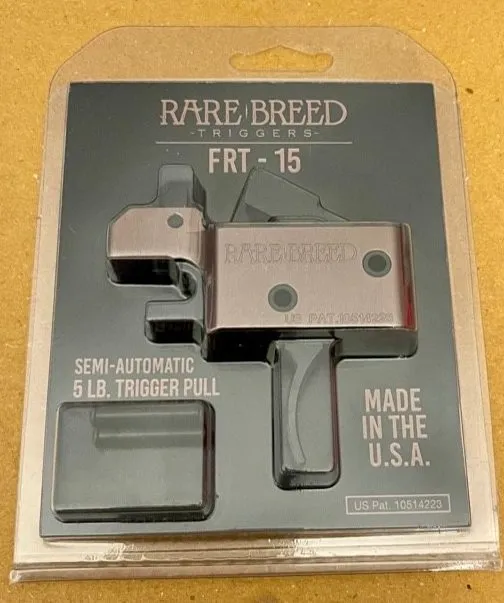 RARE BREED
-TRIGGERS-
FRT - 15
RARE BREED
US PAT.10514223
SEMI-AUTOMATIC
5 LB. TRIGGER PULL
MADE
IN THE
U.S.A.
US Pat. 10514223